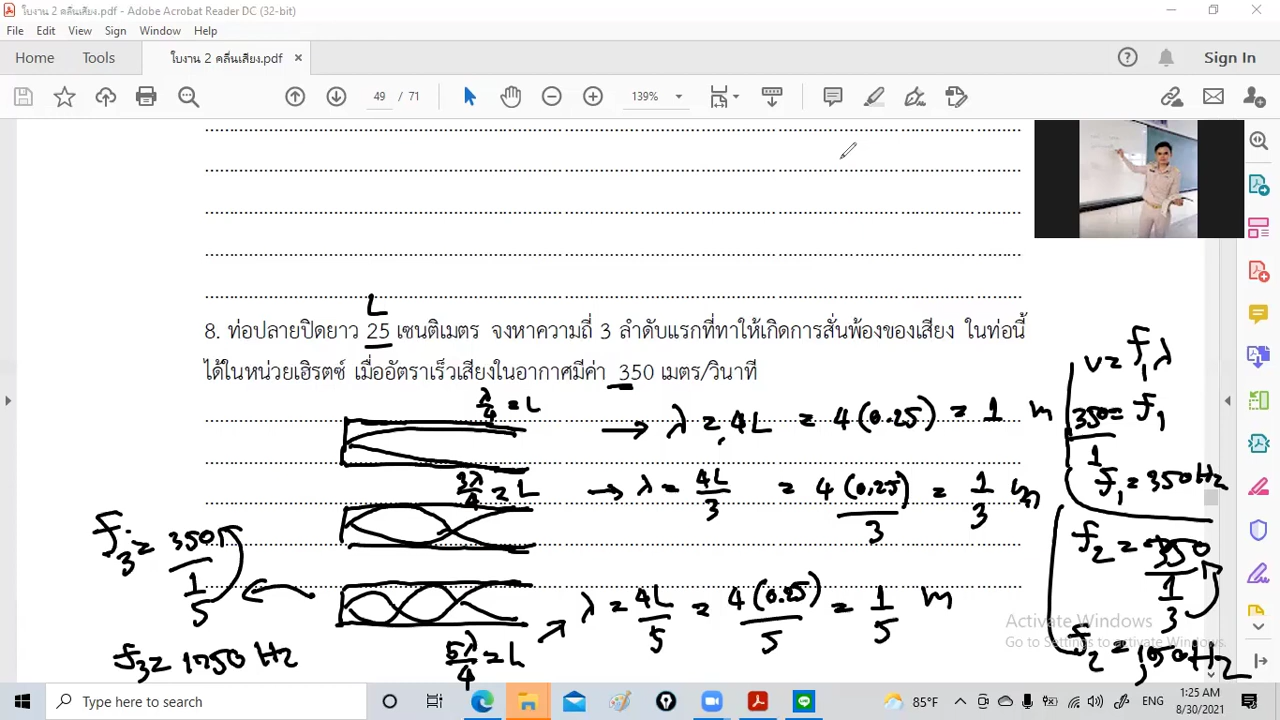 ใบงาน 2 คลื่นเสียง.pdf - Adobe Acrobat Reader DC (32-bit)
File Edit View Sign Window Help
Home Tools ใบงาน 2 คลื่นเสียง.pdf × Sign In
49 / 71 139%
L
8. ท่อปลายปิดยาว 25 เซนติเมตร จงหาความถี่ 3 ลำดับแรกที่ทำให้เกิดการสั่นพ้องของเสียง ในท่อนี้
ได้ในหน่วยเฮิรตซ์ เมื่ออัตราเร็วเสียงในอากาศมีค่า 350 เมตร/วินาที
v = f₁λ
λ/4 = L → λ = 4L = 4(0.25) = 1 m
350/1 = f₁
f₁ = 350 Hz
3λ/4 = L → λ = 4L/3 = 4(0.25)/3 = 1/3 m
f₂ = 350/(1/3)
f₂ = 1,050 Hz
5λ/4 = L → λ = 4L/5 = 4(0.25)/5 = 1/5 m
f₃ = 350/(1/5)
f₃ = 1750 Hz
Activate Windows
Go to Settings to activate Windows.
Type here to search
85°F ENG 1:25 AM
8/30/2021